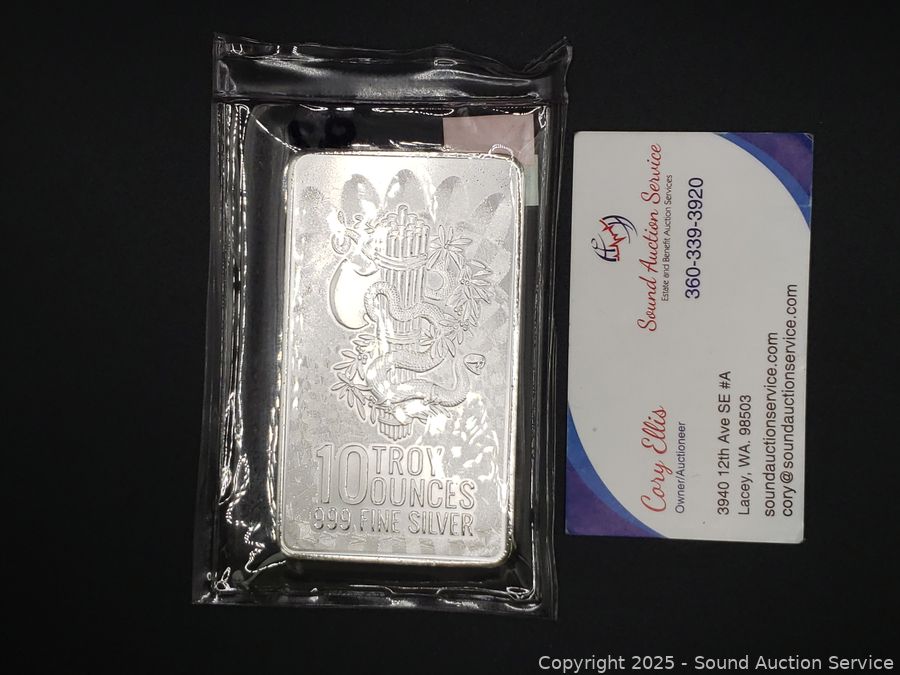 10 TROY
OUNCES
999 FINE SILVER
Sound Auction Service
Estate and Benefit Auction Services
360-339-3920
Cory Ellis
Owner/Auctioneer
3940 12th Ave SE #A
Lacey, WA. 98503
soundauctionservice.com
cory@soundauctionservice.com
Copyright 2025 - Sound Auction Service